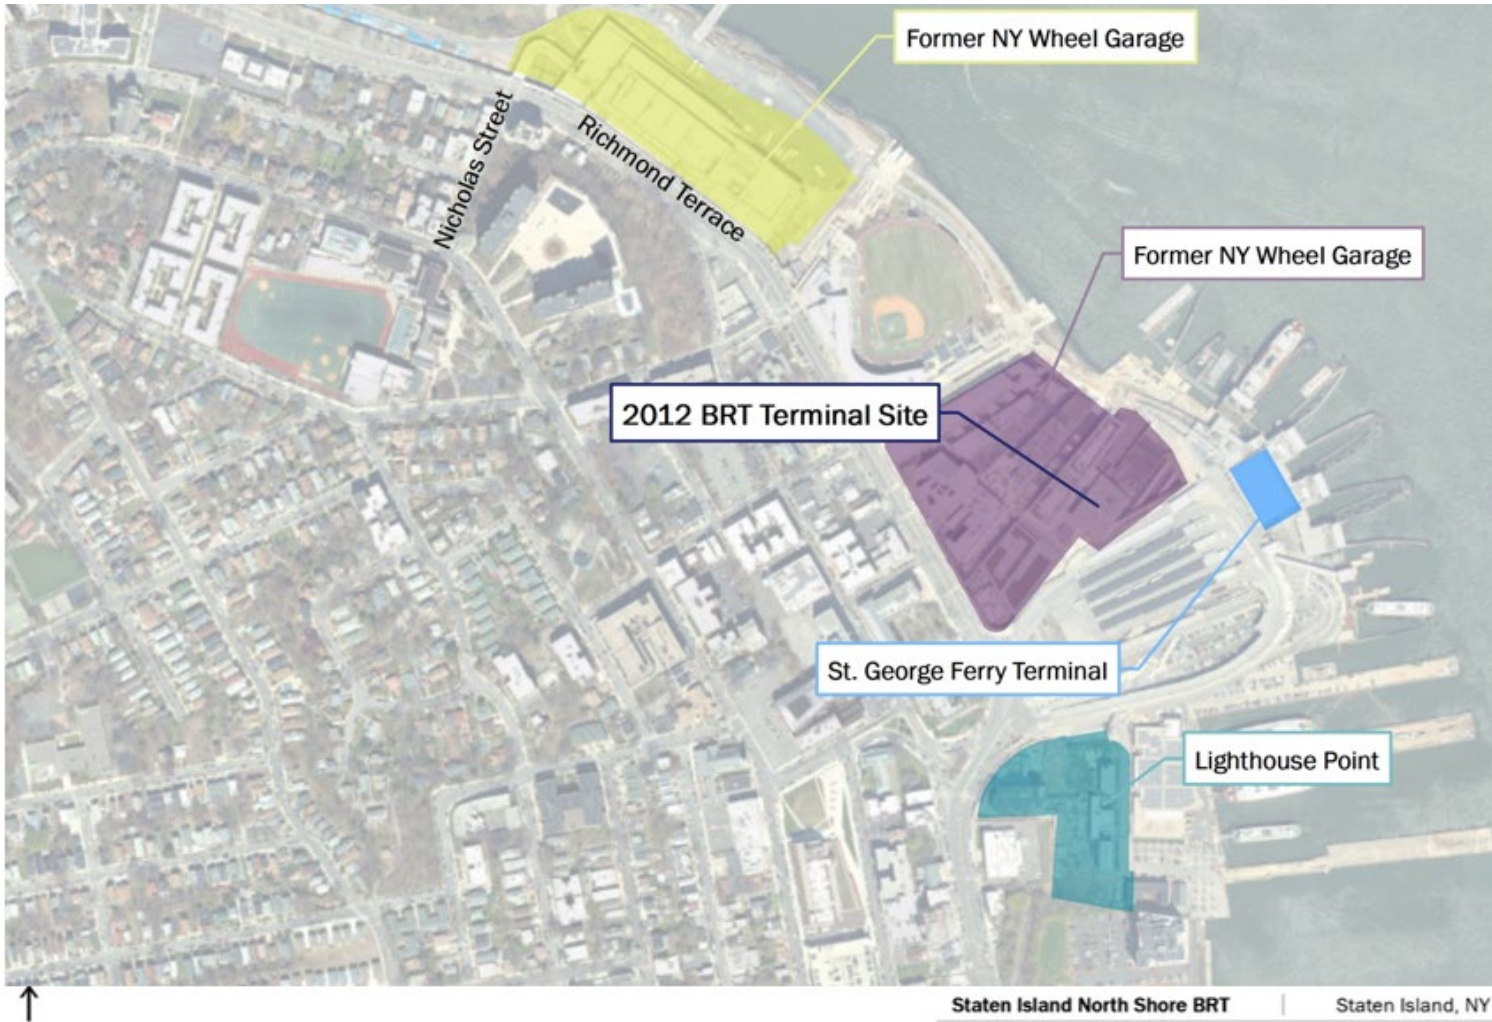 Former NY Wheel Garage
Nicholas Street
Richmond Terrace
Former NY Wheel Garage
2012 BRT Terminal Site
St. George Ferry Terminal
Lighthouse Point
Staten Island North Shore BRT
Staten Island, NY